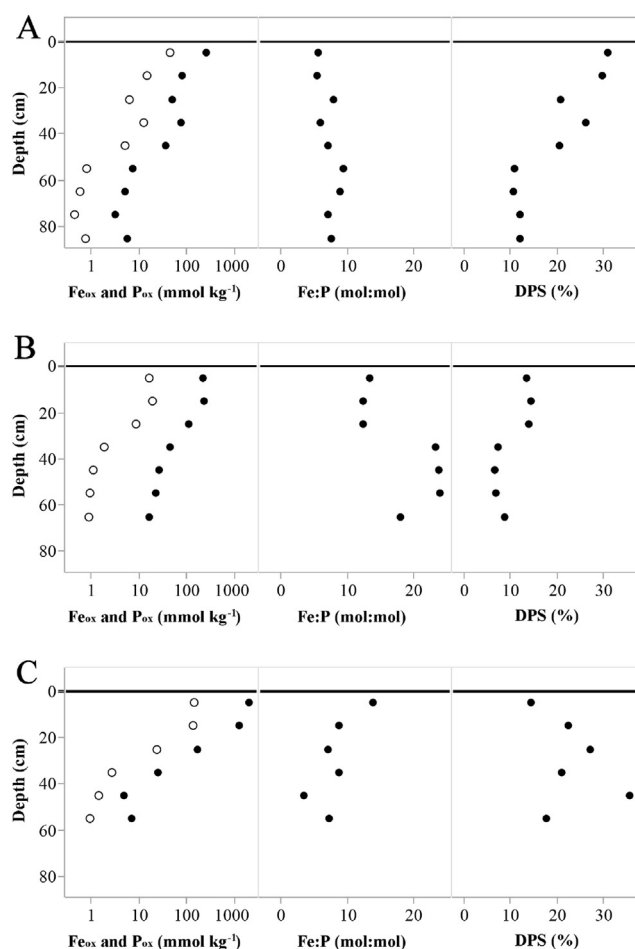 A
0
20
40
60
80
Depth (cm)
1 10 100 1000 0 10 20 0 10 20 30
Feox and Pox (mmol kg⁻¹) Fe:P (mol:mol) DPS (%)
B
0
20
40
60
80
Depth (cm)
1 10 100 1000 0 10 20 0 10 20 30
Feox and Pox (mmol kg⁻¹) Fe:P (mol:mol) DPS (%)
C
0
20
40
60
80
Depth (cm)
1 10 100 1000 0 10 20 0 10 20 30
Feox and Pox (mmol kg⁻¹) Fe:P (mol:mol) DPS (%)